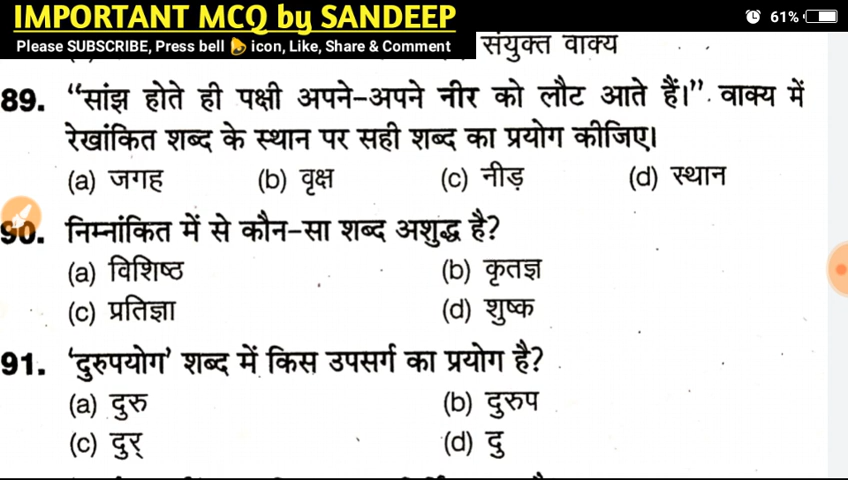 IMPORTANT MCQ by SANDEEP
61%
Please SUBSCRIBE, Press bell icon, Like, Share & Comment
संयुक्त वाक्य
89. “सांझ होते ही पक्षी अपने-अपने नीर को लौट आते हैं।” वाक्य में
रेखांकित शब्द के स्थान पर सही शब्द का प्रयोग कीजिए।
(a) जगह (b) वृक्ष (c) नीड़ (d) स्थान
90. निम्नांकित में से कौन-सा शब्द अशुद्ध है?
(a) विशिष्ठ (b) कृतज्ञ
(c) प्रतिज्ञा (d) शुष्क
91. ‘दुरुपयोग’ शब्द में किस उपसर्ग का प्रयोग है?
(a) दुरु (b) दुरुप
(c) दुर् (d) दु